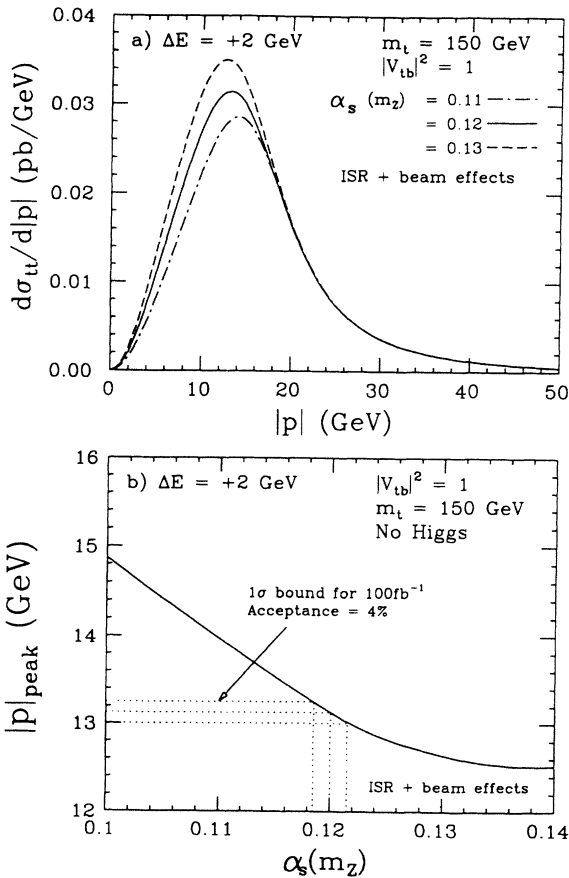 a) ΔE = +2 GeV
m_t = 150 GeV
|V_tb|² = 1
α_s (m_Z) = 0.11
= 0.12
= 0.13
ISR + beam effects
dσ_tt/d|p| (pb/GeV)
0.04
0.03
0.02
0.01
0.00
0 10 20 30 40 50
|p| (GeV)
b) ΔE = +2 GeV
|V_tb|² = 1
m_t = 150 GeV
No Higgs
1σ bound for 100fb⁻¹
Acceptance = 4%
ISR + beam effects
|p|_peak (GeV)
16
15
14
13
12
0.1 0.11 0.12 0.13 0.14
α_s(m_Z)